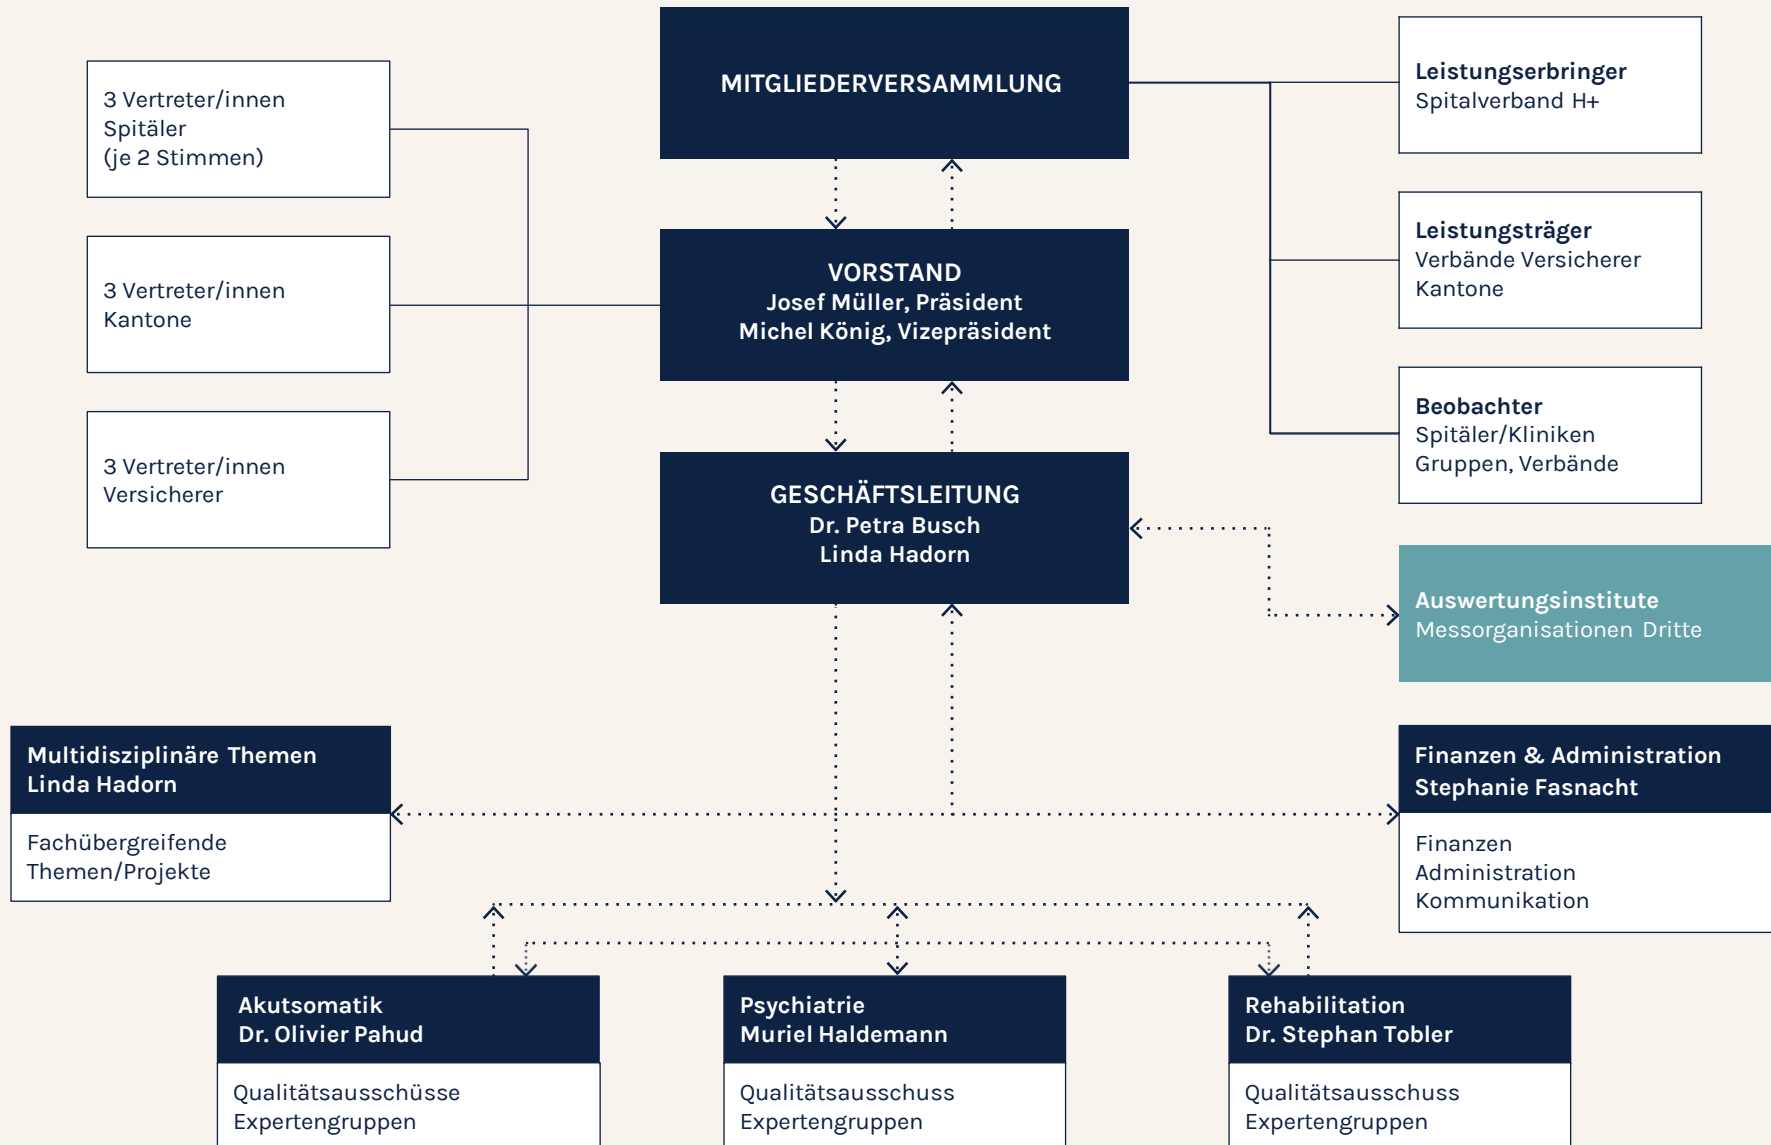 MITGLIEDERVERSAMMLUNG
3 Vertreter/innen
Spitäler
(je 2 Stimmen)
3 Vertreter/innen
Kantone
3 Vertreter/innen
Versicherer
VORSTAND
Josef Müller, Präsident
Michel König, Vizepräsident
GESCHÄFTSLEITUNG
Dr. Petra Busch
Linda Hadorn
Leistungserbringer
Spitalverband H+
Leistungsträger
Verbände Versicherer
Kantone
Beobachter
Spitäler/Kliniken
Gruppen, Verbände
Auswertungsinstitute
Messorganisationen Dritte
Multidisziplinäre Themen
Linda Hadorn
Fachübergreifende
Themen/Projekte
Finanzen & Administration
Stephanie Fasnacht
Finanzen
Administration
Kommunikation
Akutsomatik
Dr. Olivier Pahud
Qualitätsausschüsse
Expertengruppen
Psychiatrie
Muriel Haldemann
Qualitätsausschuss
Expertengruppen
Rehabilitation
Dr. Stephan Tobler
Qualitätsausschuss
Expertengruppen